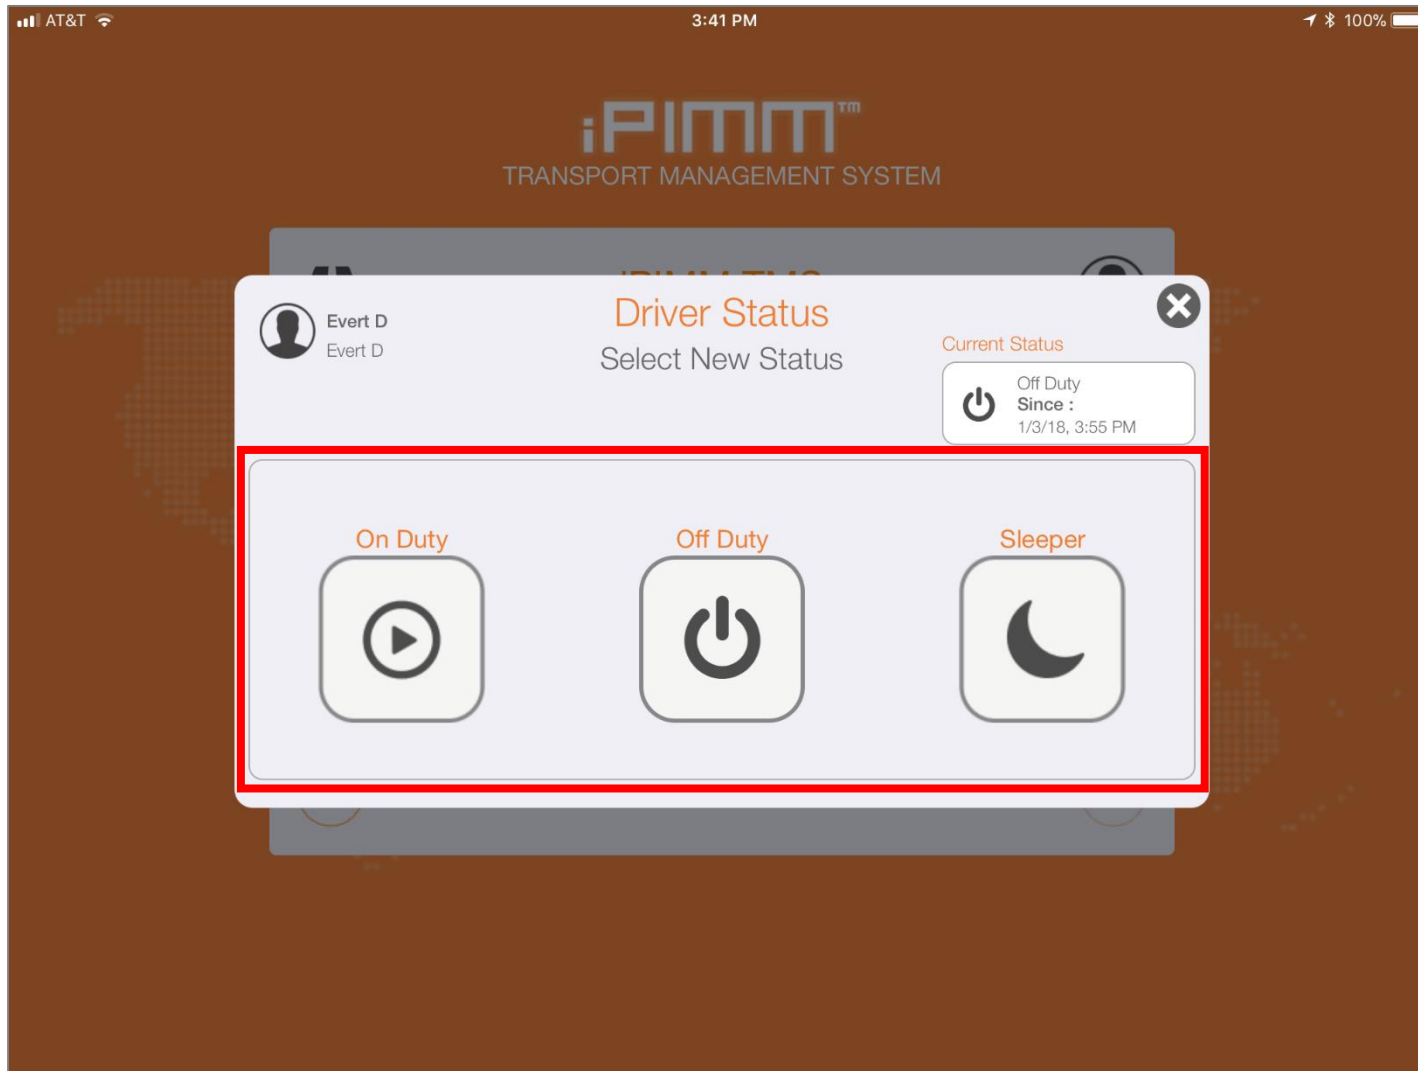 AT&T
3:41 PM
100%
iPIMM™
TRANSPORT MANAGEMENT SYSTEM
Evert D
Evert D
Driver Status
Select New Status
Current Status
Off Duty
Since :
1/3/18, 3:55 PM
On Duty
Off Duty
Sleeper